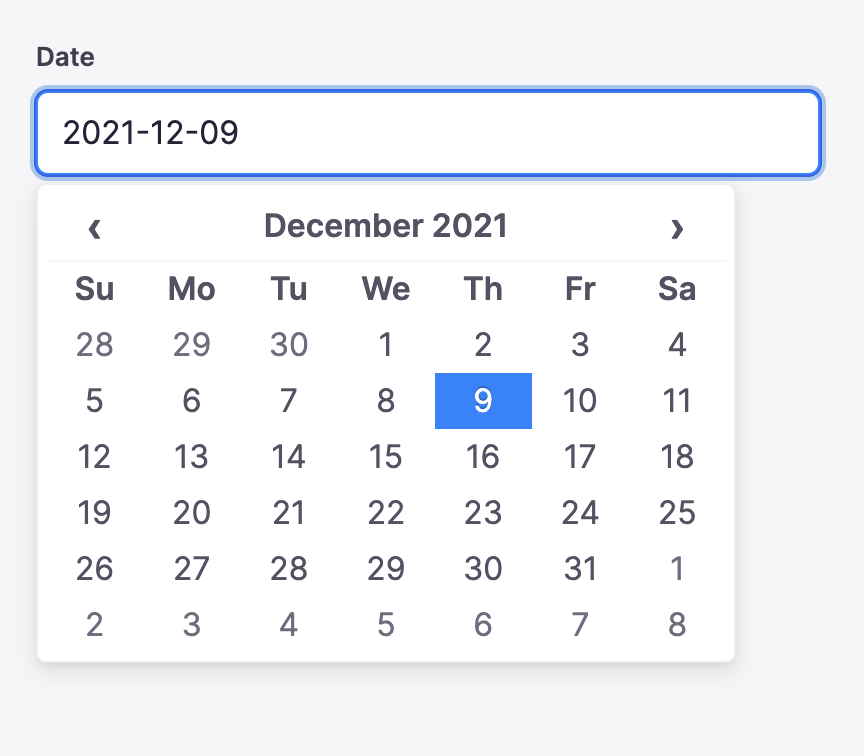 Date
2021-12-09
‹ December 2021 ›
Su Mo Tu We Th Fr Sa
28 29 30 1 2 3 4
5 6 7 8 9 10 11
12 13 14 15 16 17 18
19 20 21 22 23 24 25
26 27 28 29 30 31 1
2 3 4 5 6 7 8